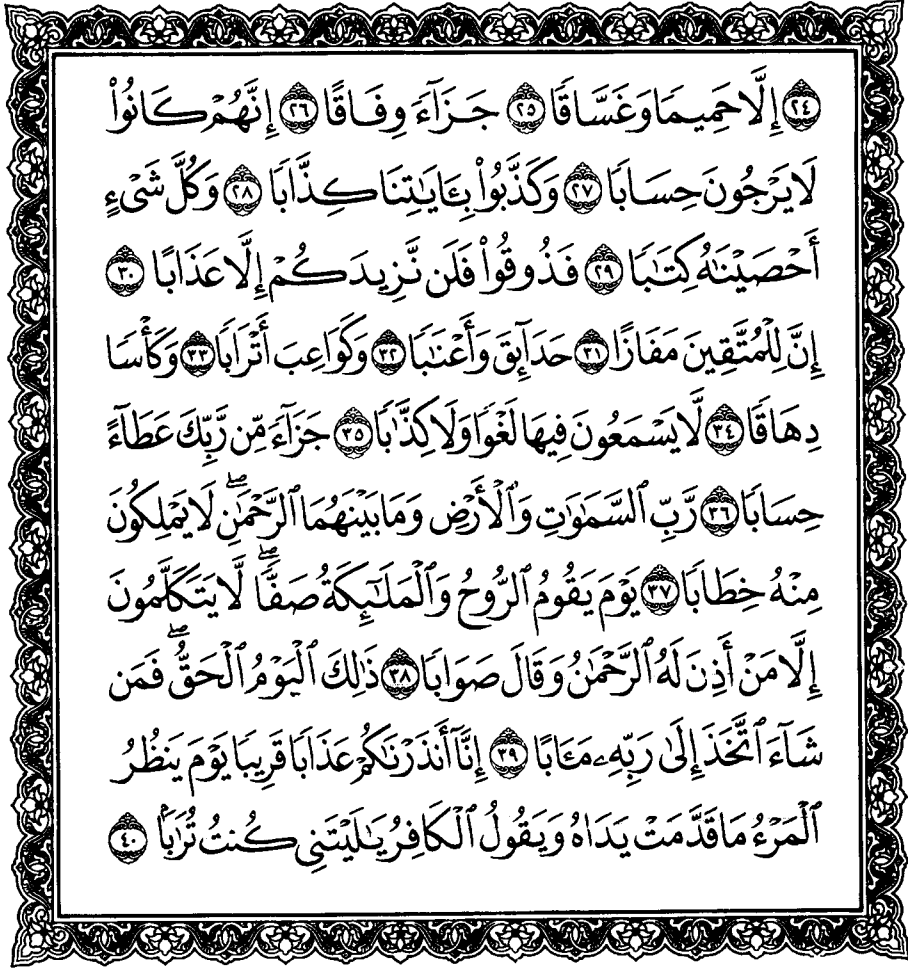 ٢٤ إِلَّا حَمِيمًا وَغَسَّاقًا ٢٥ جَزَآءً وِفَاقًا ٢٦ إِنَّهُمْ كَانُوا۟
لَا يَرْجُونَ حِسَابًا ٢٧ وَكَذَّبُوا۟ بِـَٔايَـٰتِنَا كِذَّابًا ٢٨ وَكُلَّ شَىْءٍ
أَحْصَيْنَـٰهُ كِتَـٰبًا ٢٩ فَذُوقُوا۟ فَلَن نَّزِيدَكُمْ إِلَّا عَذَابًا ٣٠
إِنَّ لِلْمُتَّقِينَ مَفَازًا ٣١ حَدَآئِقَ وَأَعْنَـٰبًا ٣٢ وَكَوَاعِبَ أَتْرَابًا ٣٣ وَكَأْسًا
دِهَاقًا ٣٤ لَّا يَسْمَعُونَ فِيهَا لَغْوًا وَلَا كِذَّٰبًا ٣٥ جَزَآءً مِّن رَّبِّكَ عَطَآءً
حِسَابًا ٣٦ رَّبِّ ٱلسَّمَـٰوَٰتِ وَٱلْأَرْضِ وَمَا بَيْنَهُمَا ٱلرَّحْمَـٰنِ ۖ لَا يَمْلِكُونَ
مِنْهُ خِطَابًا ٣٧ يَوْمَ يَقُومُ ٱلرُّوحُ وَٱلْمَلَـٰٓئِكَةُ صَفًّا ۖ لَّا يَتَكَلَّمُونَ
إِلَّا مَنْ أَذِنَ لَهُ ٱلرَّحْمَـٰنُ وَقَالَ صَوَابًا ٣٨ ذَٰلِكَ ٱلْيَوْمُ ٱلْحَقُّ ۖ فَمَن
شَآءَ ٱتَّخَذَ إِلَىٰ رَبِّهِۦ مَـَٔابًا ٣٩ إِنَّآ أَنذَرْنَـٰكُمْ عَذَابًا قَرِيبًا يَوْمَ يَنظُرُ
ٱلْمَرْءُ مَا قَدَّمَتْ يَدَاهُ وَيَقُولُ ٱلْكَافِرُ يَـٰلَيْتَنِى كُنتُ تُرَٰبًۢا ٤٠